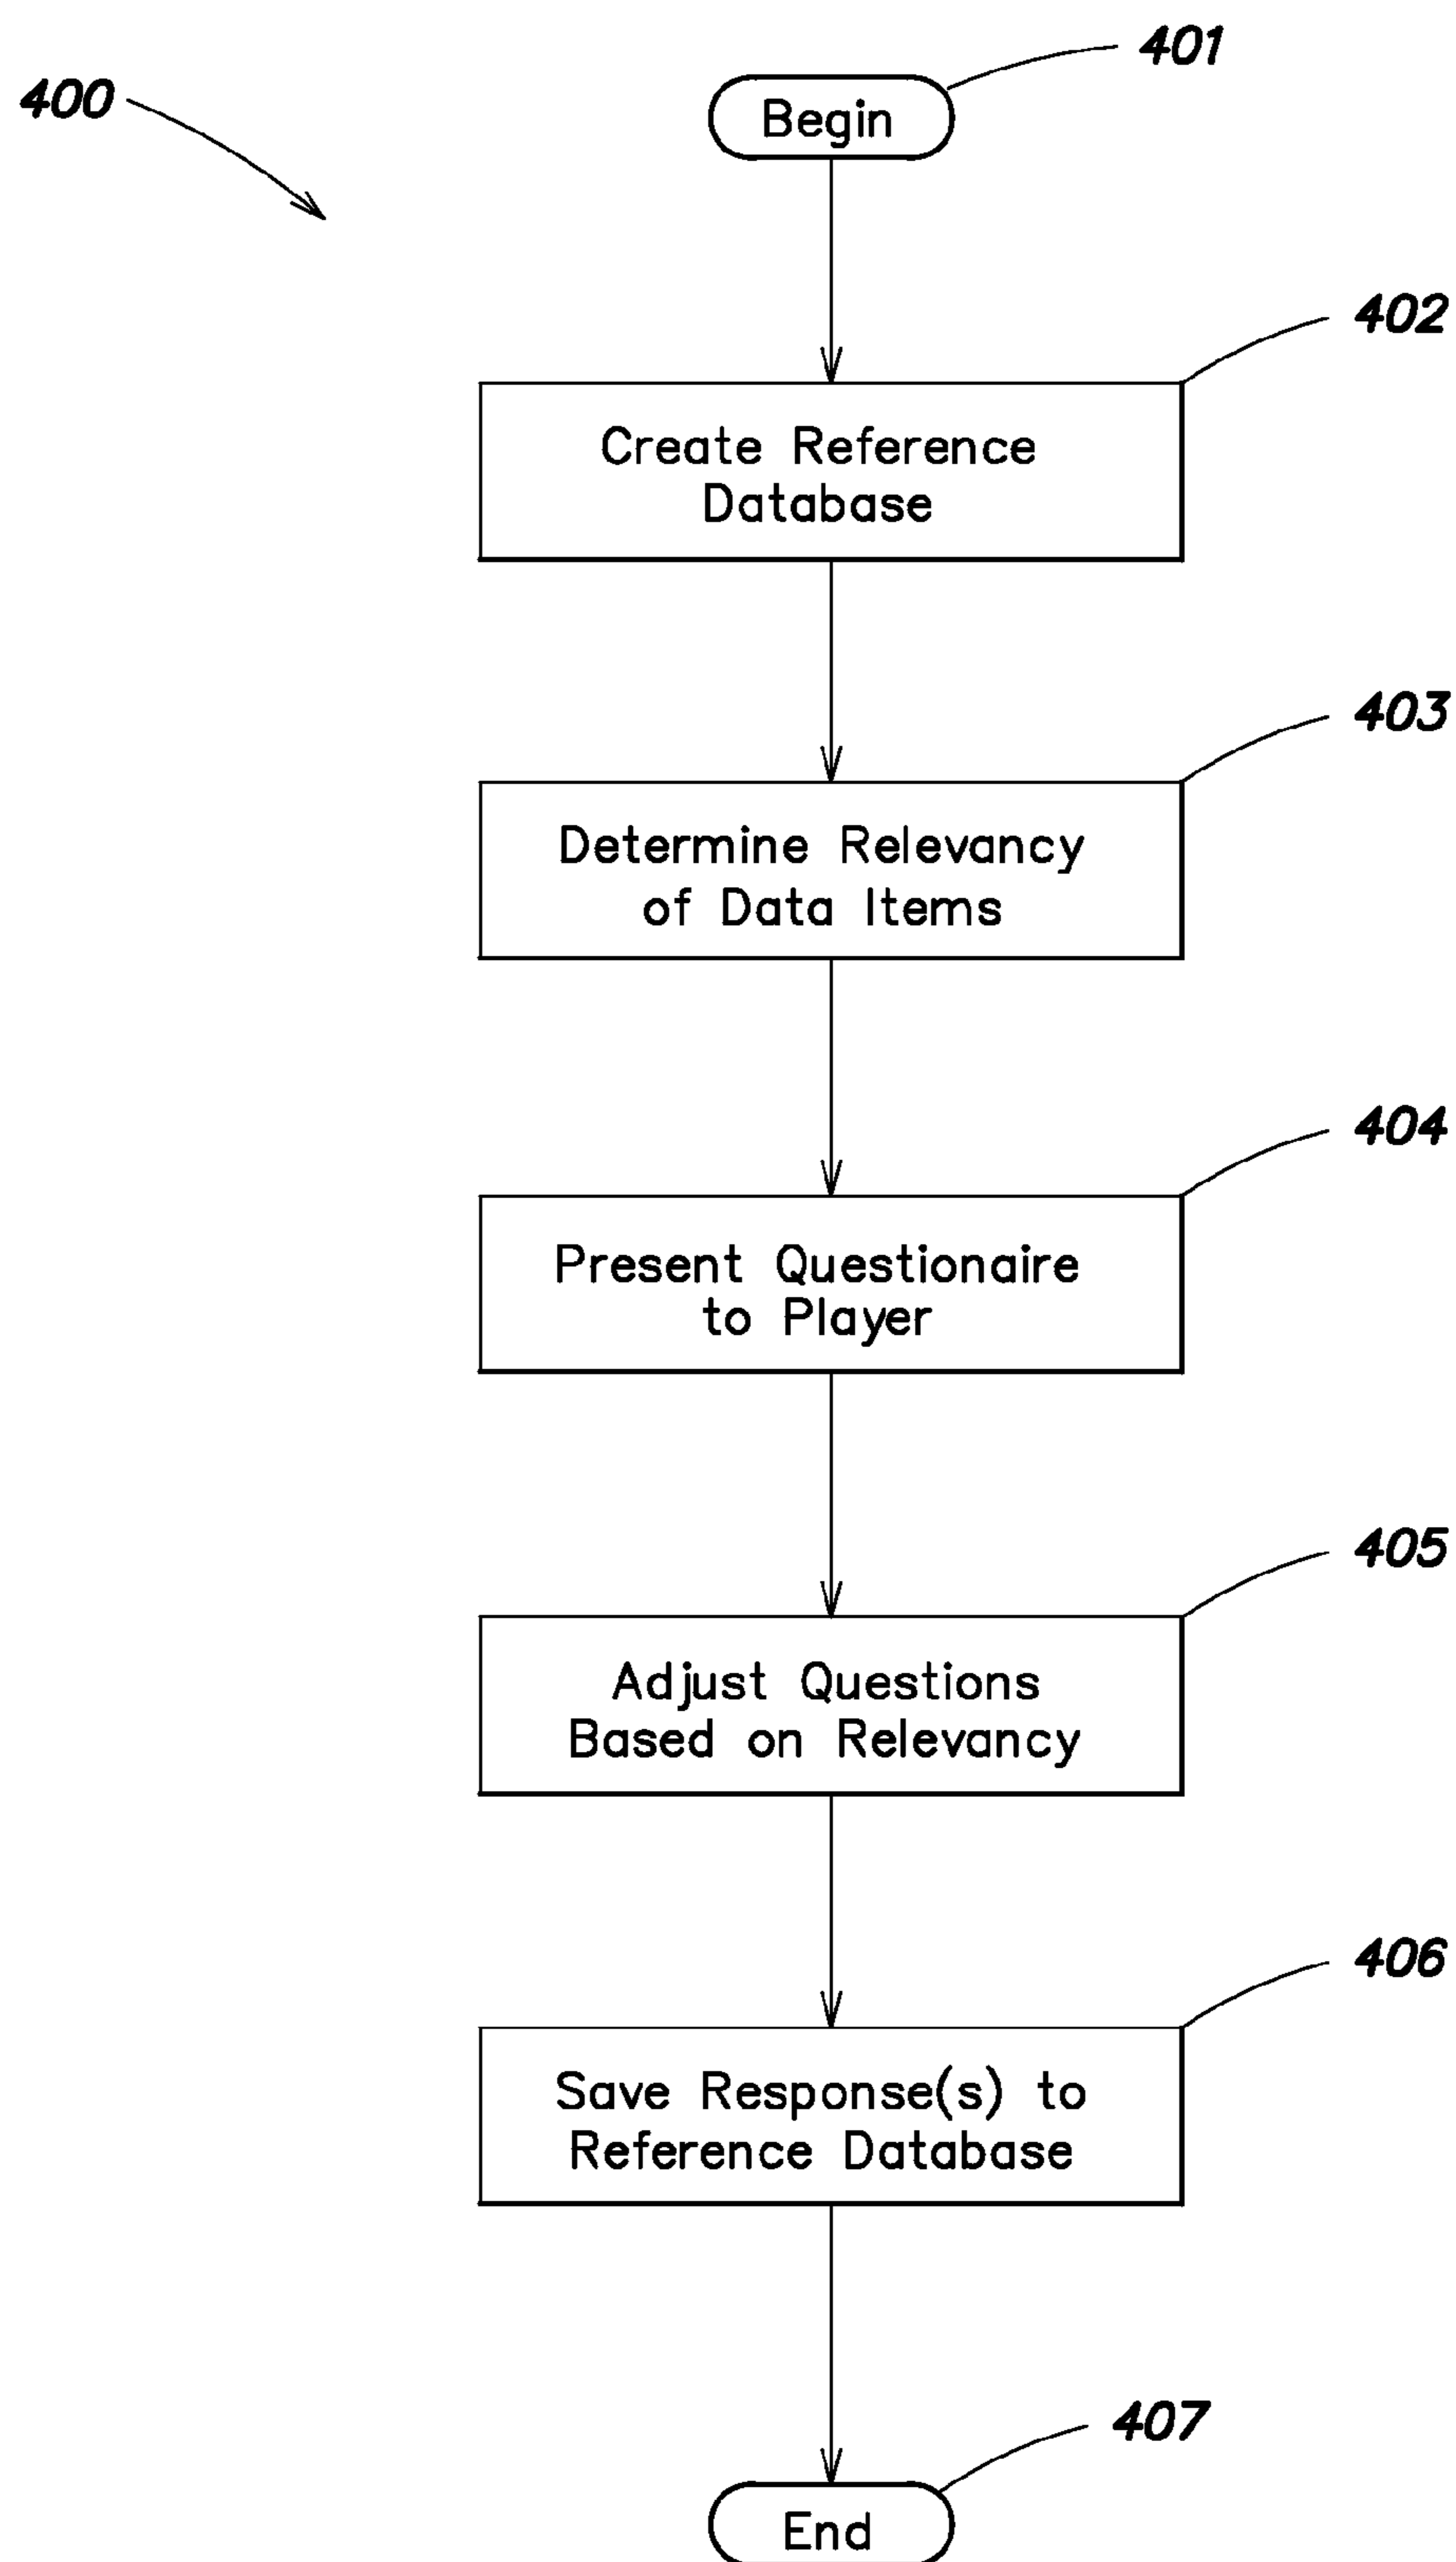 401
400
Begin
402
Create Reference
Database
403
Determine Relevancy
of Data Items
404
Present Questionaire
to Player
405
Adjust Questions
Based on Relevancy
406
Save Response(s) to
Reference Database
407
End